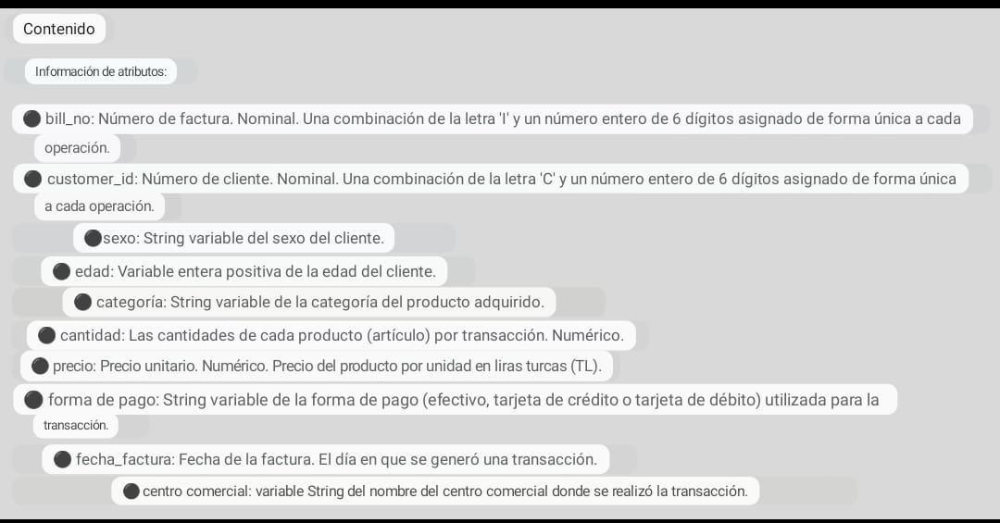 Contenido
Información de atributos:
● bill_no: Número de factura. Nominal. Una combinación de la letra 'I' y un número entero de 6 dígitos asignado de forma única a cada
operación.
● customer_id: Número de cliente. Nominal. Una combinación de la letra 'C' y un número entero de 6 dígitos asignado de forma única
a cada operación.
●sexo: String variable del sexo del cliente.
● edad: Variable entera positiva de la edad del cliente.
● categoría: String variable de la categoría del producto adquirido.
● cantidad: Las cantidades de cada producto (artículo) por transacción. Numérico.
● precio: Precio unitario. Numérico. Precio del producto por unidad en liras turcas (TL).
● forma de pago: String variable de la forma de pago (efectivo, tarjeta de crédito o tarjeta de débito) utilizada para la
transacción.
● fecha_factura: Fecha de la factura. El día en que se generó una transacción.
● centro comercial: variable String del nombre del centro comercial donde se realizó la transacción.